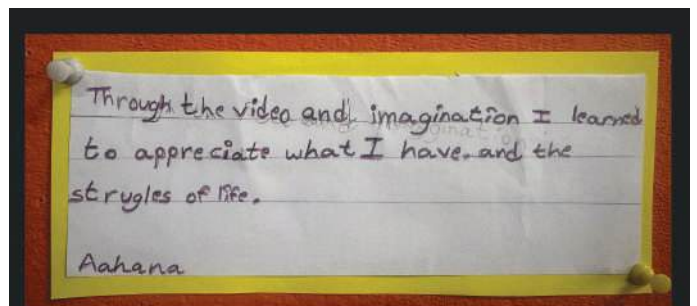 Through the video and imagination I learned
to appreciate what I have. and the
strugles of life.
Aahana